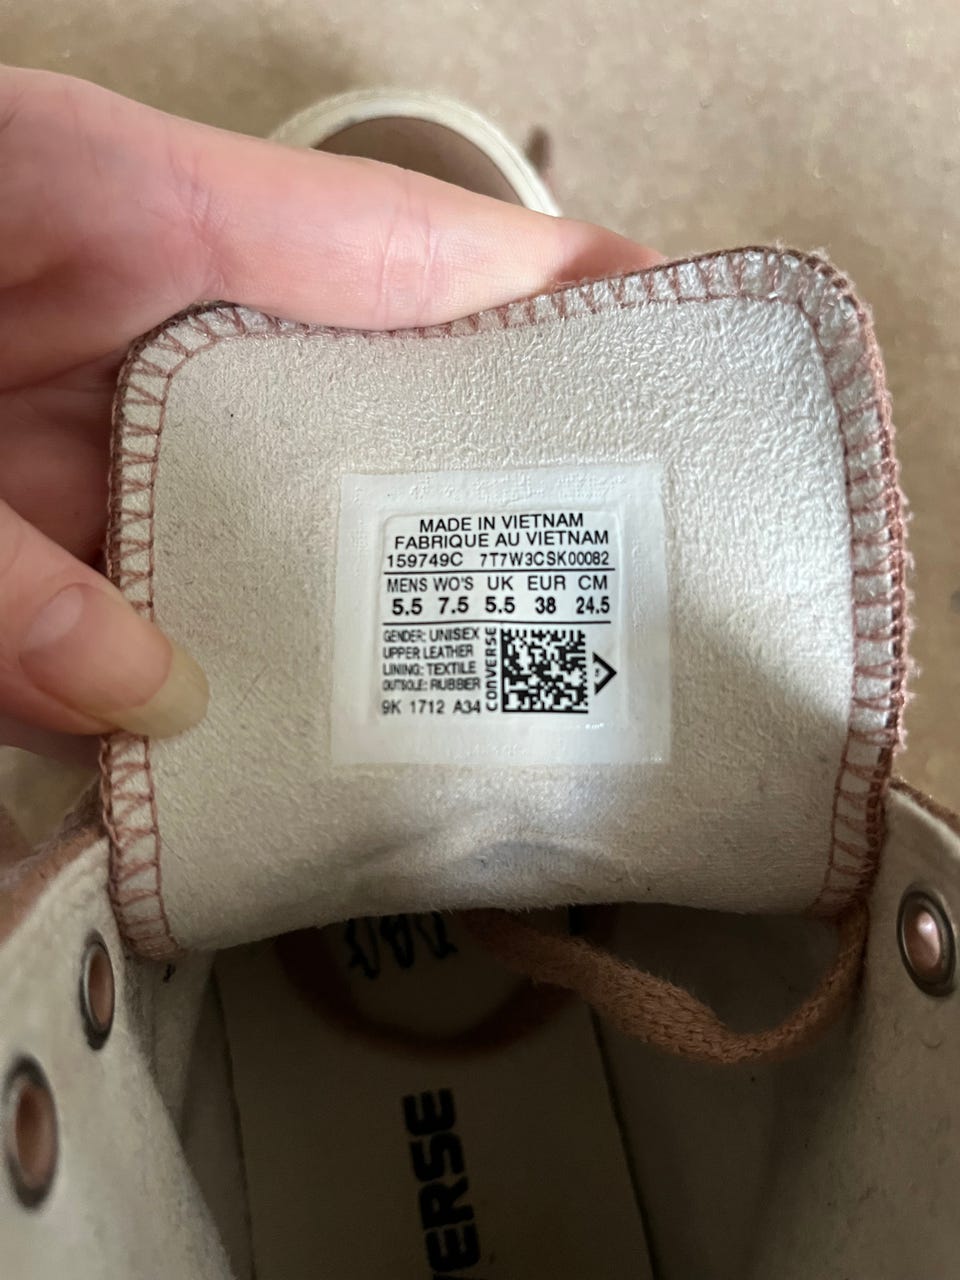 MADE IN VIETNAM
FABRIQUE AU VIETNAM
159749C 7T7W3CSK00082
MENS WO'S UK EUR CM
5.5 7.5 5.5 38 24.5
GENDER: UNISEX
UPPER LEATHER
LINING: TEXTILE
OUTSOLE: RUBBER
9K 1712 A34
CONVERSE
ERSE